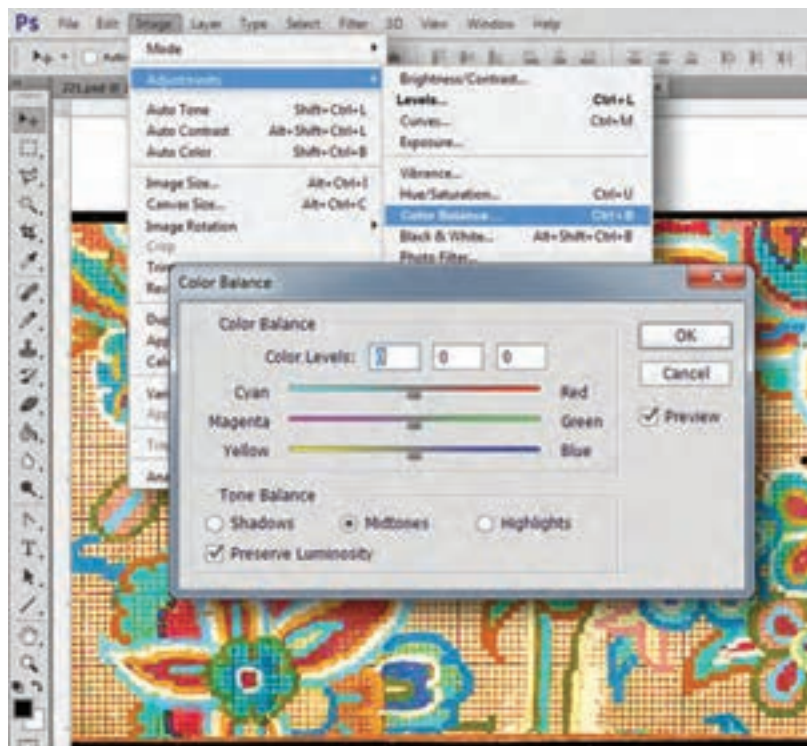 Ps File Edit Image Layer Type Select Filter 3D View Window Help
Mode
Adjustments
Auto Tone Shift+Ctrl+L
Auto Contrast Alt+Shift+Ctrl+L
Auto Color Shift+Ctrl+B
Image Size... Alt+Ctrl+I
Canvas Size... Alt+Ctrl+C
Image Rotation
Crop
Brightness/Contrast...
Levels... Ctrl+L
Curves... Ctrl+M
Exposure...
Vibrance...
Hue/Saturation... Ctrl+U
Color Balance... Ctrl+B
Black & White... Alt+Shift+Ctrl+B
Photo Filter...
Color Balance
Color Balance
Color Levels: 0 0 0
Cyan Red
Magenta Green
Yellow Blue
Tone Balance
Shadows Midtones Highlights
Preserve Luminosity
OK
Cancel
Preview